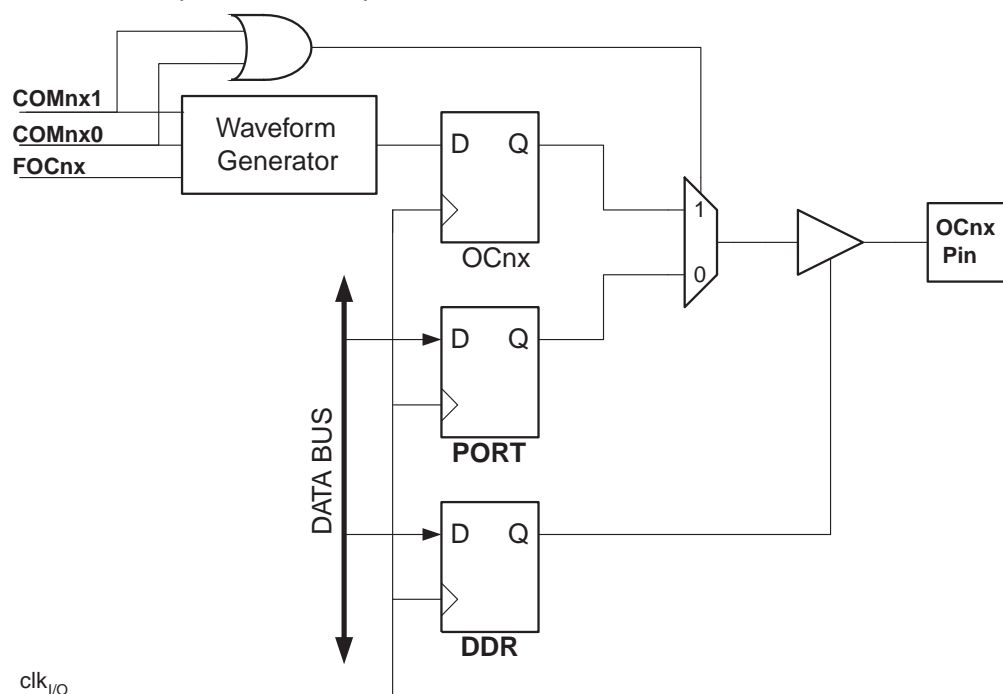 COMnx1
COMnx0
FOCnx
Waveform
Generator
D Q
OCnx
1
0
OCnx
Pin
D Q
PORT
DATA BUS
D Q
DDR
clkI/O